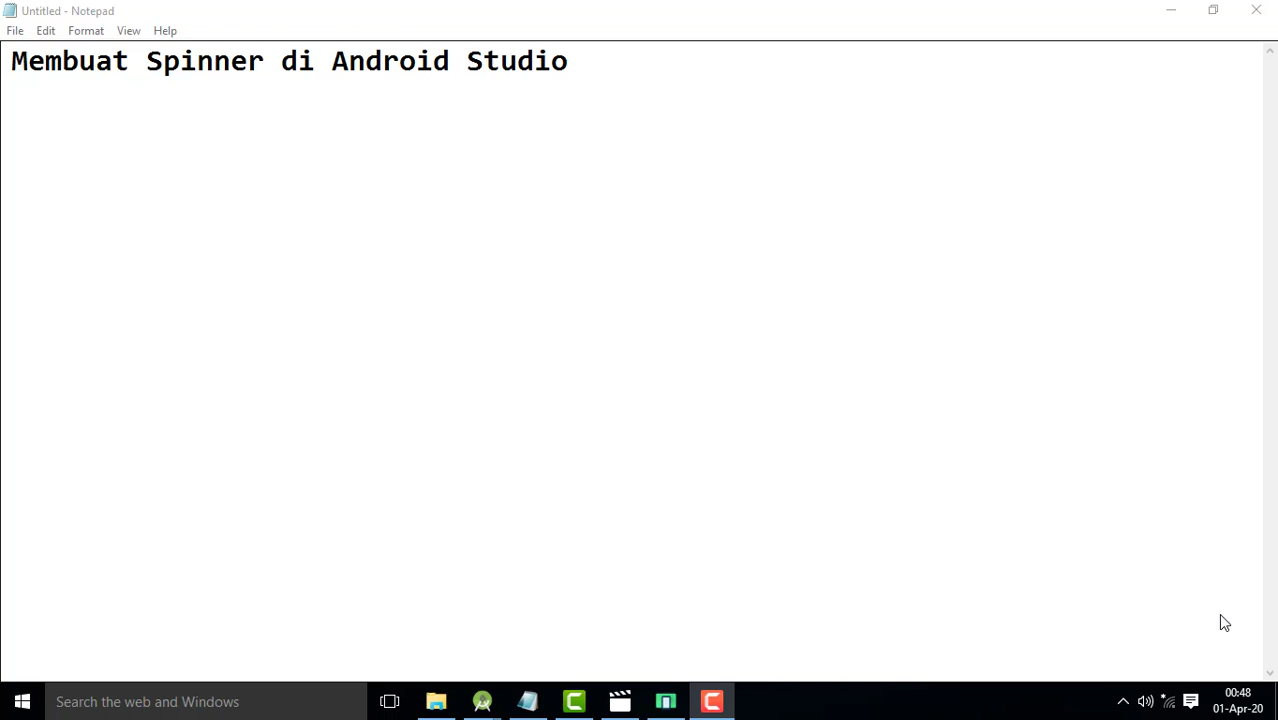 Untitled - Notepad
File Edit Format View Help
Membuat Spinner di Android Studio
Search the web and Windows
00:48
01-Apr-20